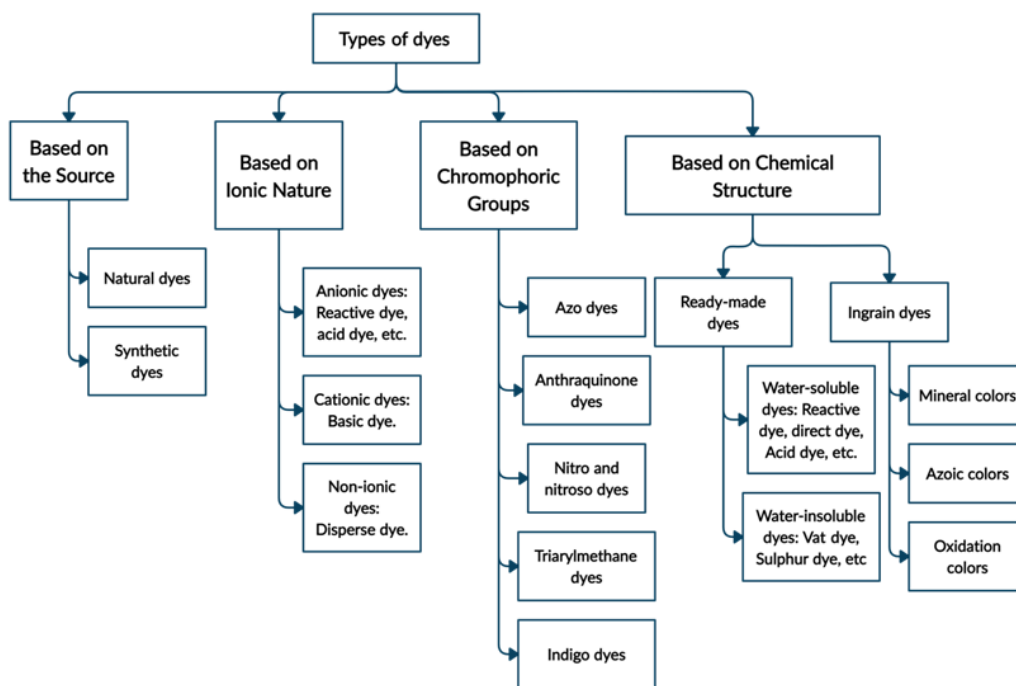 Types of dyes
Based on
the Source
Natural dyes
Synthetic
dyes
Based on
Ionic Nature
Anionic dyes:
Reactive dye,
acid dye, etc.
Cationic dyes:
Basic dye.
Non-ionic
dyes:
Disperse dye.
Based on
Chromophoric
Groups
Azo dyes
Anthraquinone
dyes
Nitro and
nitroso dyes
Triarylmethane
dyes
Indigo dyes
Based on Chemical
Structure
Ready-made
dyes
Water-soluble
dyes: Reactive
dye, direct dye,
Acid dye, etc.
Water-insoluble
dyes: Vat dye,
Sulphur dye, etc
Ingrain dyes
Mineral colors
Azoic colors
Oxidation
colors